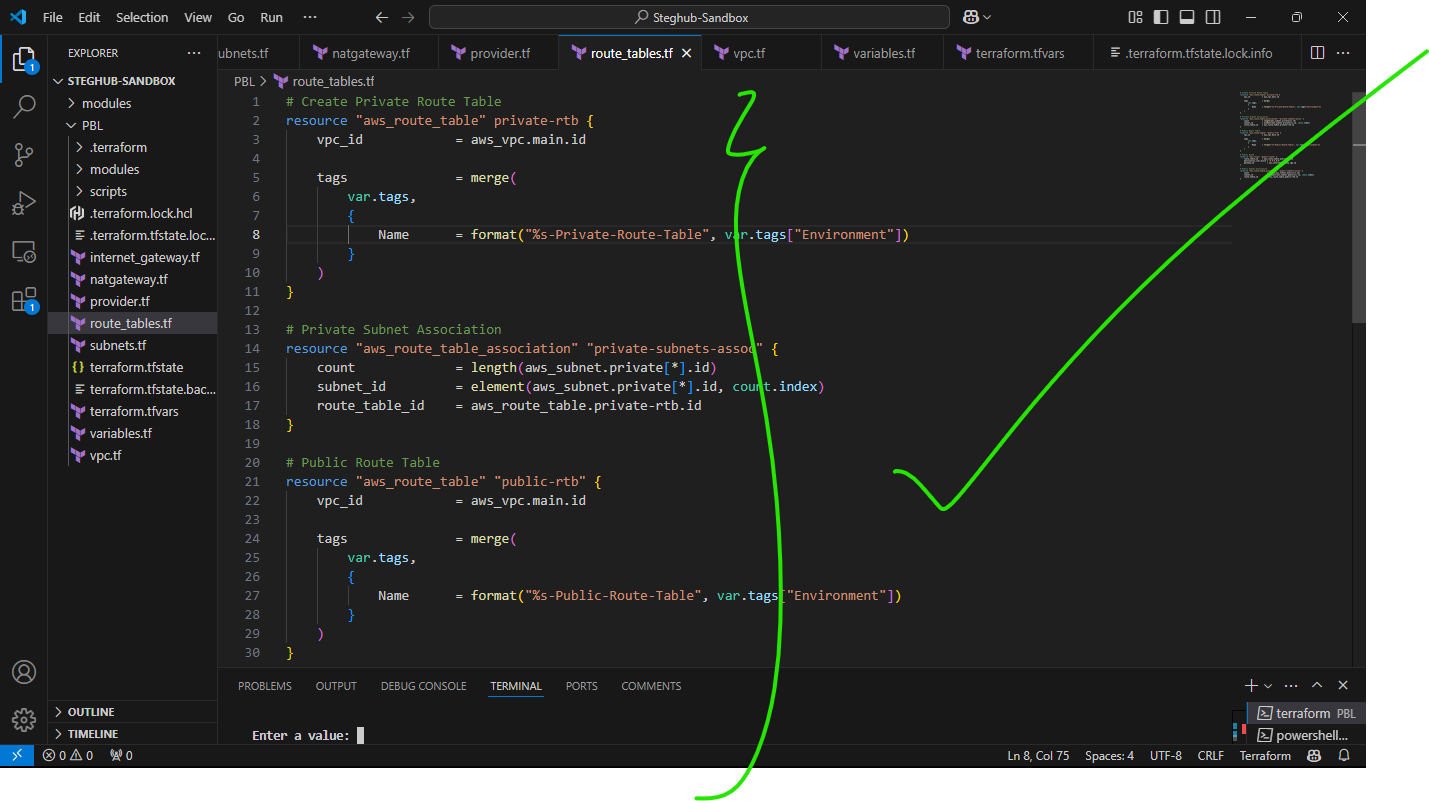 File Edit Selection View Go Run ··· Steghub-Sandbox
EXPLORER ···
STEGHUB-SANDBOX
modules
PBL
.terraform
modules
scripts
.terraform.lock.hcl
.terraform.tfstate.loc...
internet_gateway.tf
natgateway.tf
provider.tf
route_tables.tf
subnets.tf
terraform.tfstate
terraform.tfstate.bac...
terraform.tfvars
variables.tf
vpc.tf
OUTLINE
TIMELINE
1
1
ubnets.tf natgateway.tf provider.tf route_tables.tf vpc.tf variables.tf terraform.tfvars .terraform.tfstate.lock.info ···
PBL > route_tables.tf
1 # Create Private Route Table
2 resource "aws_route_table" private-rtb {
3 vpc_id = aws_vpc.main.id
4
5 tags = merge(
6 var.tags,
7 {
8 Name = format("%s-Private-Route-Table", var.tags["Environment"])
9 }
10 )
11 }
12
13 # Private Subnet Association
14 resource "aws_route_table_association" "private-subnets-assoc" {
15 count = length(aws_subnet.private[*].id)
16 subnet_id = element(aws_subnet.private[*].id, count.index)
17 route_table_id = aws_route_table.private-rtb.id
18 }
19
20 # Public Route Table
21 resource "aws_route_table" "public-rtb" {
22 vpc_id = aws_vpc.main.id
23
24 tags = merge(
25 var.tags,
26 {
27 Name = format("%s-Public-Route-Table", var.tags["Environment"])
28 }
29 )
30 }
PROBLEMS OUTPUT DEBUG CONSOLE TERMINAL PORTS COMMENTS
Enter a value:
terraform PBL
powershell...
0 0 0 Ln 8, Col 75 Spaces: 4 UTF-8 CRLF Terraform